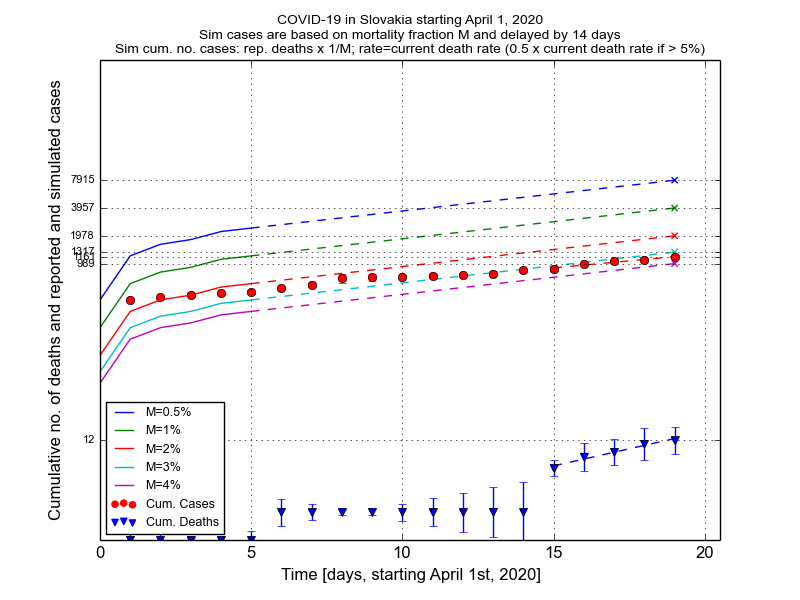 COVID-19 in Slovakia starting April 1, 2020
Sim cases are based on mortality fraction M and delayed by 14 days
Sim cum. no. cases: rep. deaths x 1/M; rate=current death rate (0.5 x current death rate if > 5%)
Cumulative no. of deaths and reported and simulated cases
7915
3957
1978
1317
1161
989
12
M=0.5%
M=1%
M=2%
M=3%
M=4%
Cum. Cases
Cum. Deaths
0
5
10
15
20
Time [days, starting April 1st, 2020]